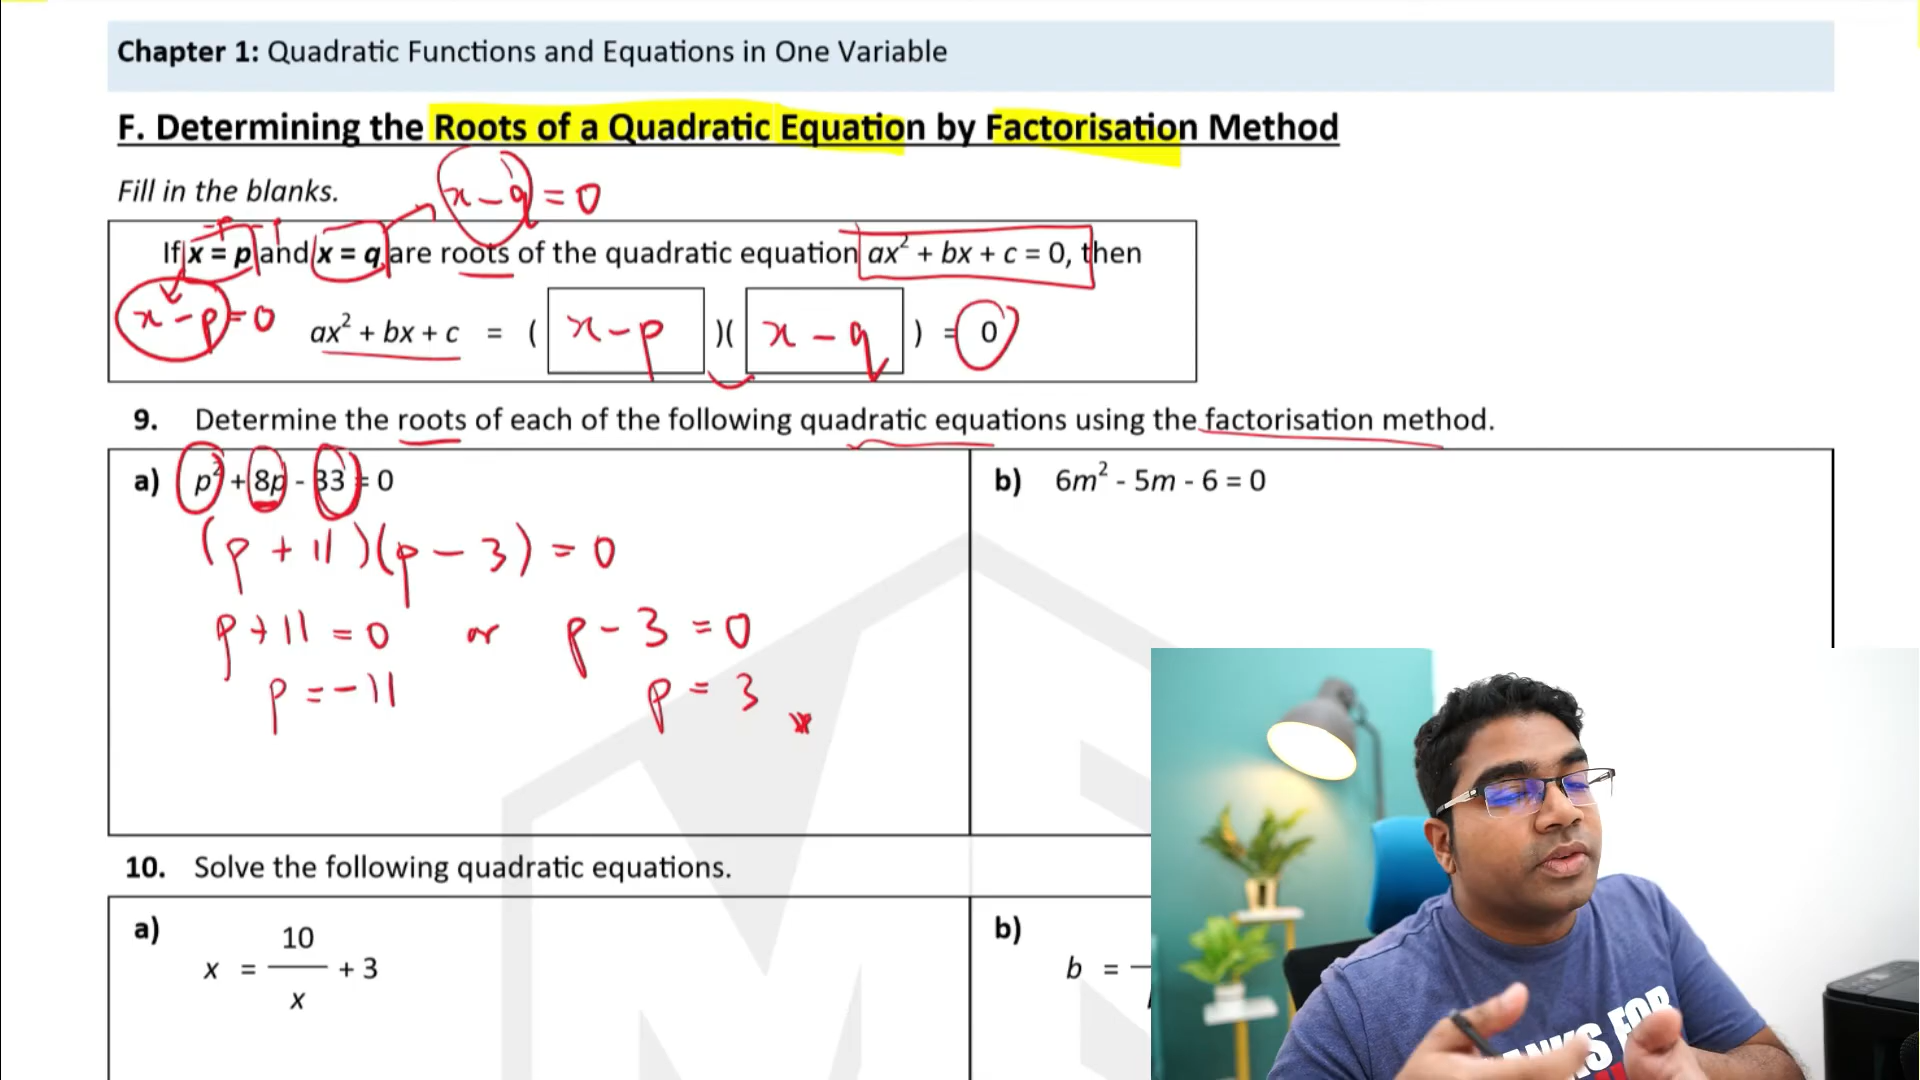 Chapter 1: Quadratic Functions and Equations in One Variable
F. Determining the Roots of a Quadratic Equation by Factorisation Method
Fill in the blanks.
x - q = 0
-p -p
If x = p and x = q are roots of the quadratic equation ax² + bx + c = 0, then
x - p = 0
ax² + bx + c = ( x - p )( x - q ) = 0
9. Determine the roots of each of the following quadratic equations using the factorisation method.
a) p² + 8p - 33 = 0
(p + 11)(p - 3) = 0
p + 11 = 0 or p - 3 = 0
p = -11 p = 3
b) 6m² - 5m - 6 = 0
10. Solve the following quadratic equations.
a) x = 10/x + 3
b) b =
FOR